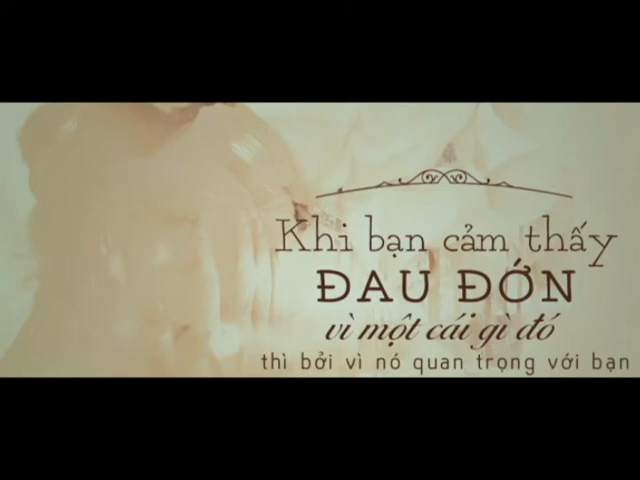 Khi bạn cảm thấy
ĐAU ĐỚN
vì một cái gì đó
thì bởi vì nó quan trọng với bạn